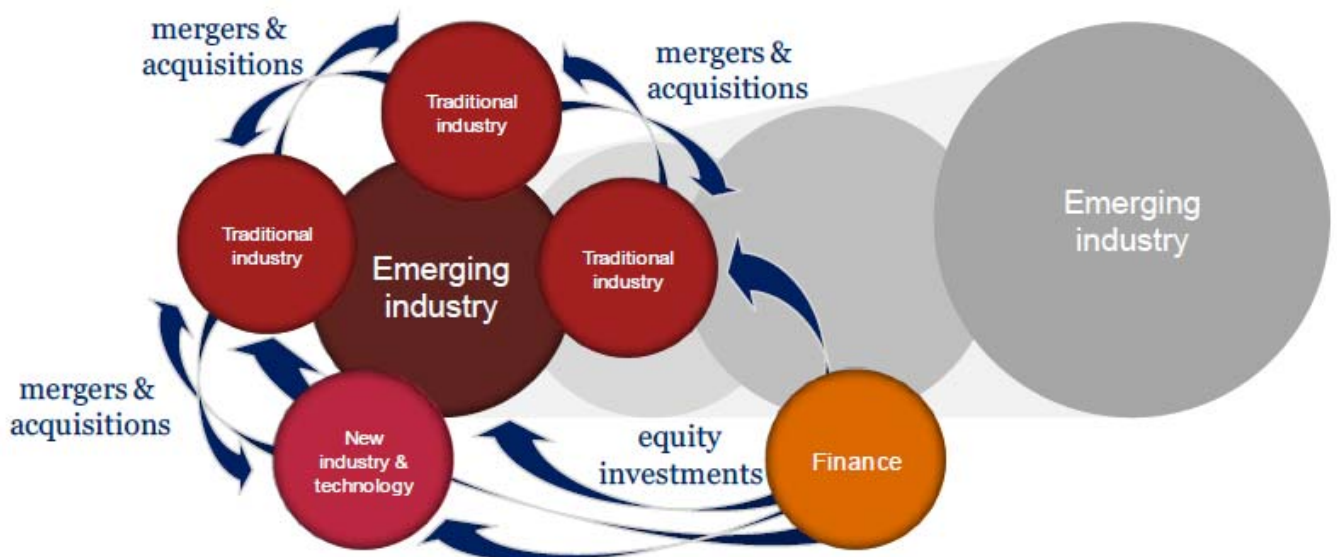 mergers &
acquisitions
mergers &
acquisitions
Traditional
industry
Traditional
industry
Traditional
industry
Emerging
industry
Emerging
industry
mergers &
acquisitions
New
industry &
technology
equity
investments
Finance